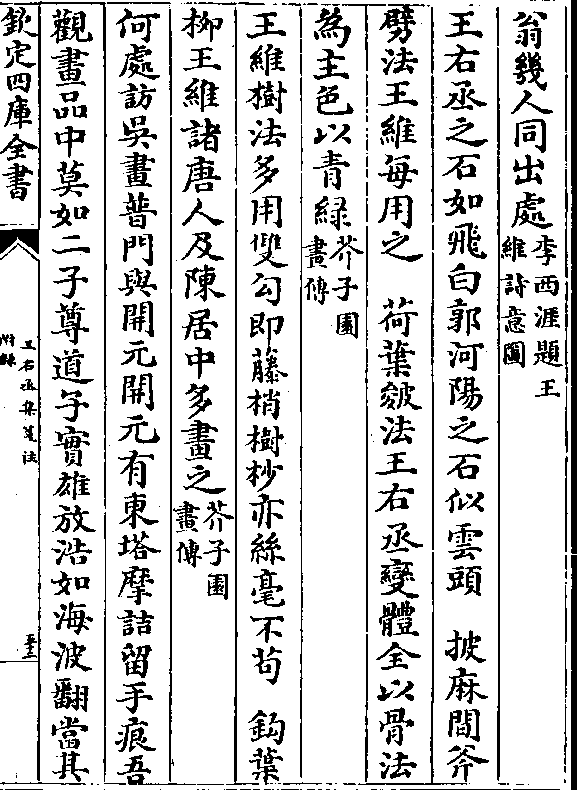 翁幾人同出處李西涯題王
維詩意圖
王右丞之石如飛白郭河陽之石似雲頭　披麻間斧
劈法王維每用之　荷葉皴法王右丞變體全以骨法
為主色以青緑芥子園
畫傳
王維樹法多用雙勾即藤梢樹杪亦絲毫不苟　鈎葉
栁王維諸唐人及陳居中多畫之芥子園
畫傳
何處訪吳畫普門與開元開元有東塔摩詰留手痕吾
觀畫品中莫如二子尊道子實雄放浩如海波翻當其
欽定四庫全書
王右丞集箋注